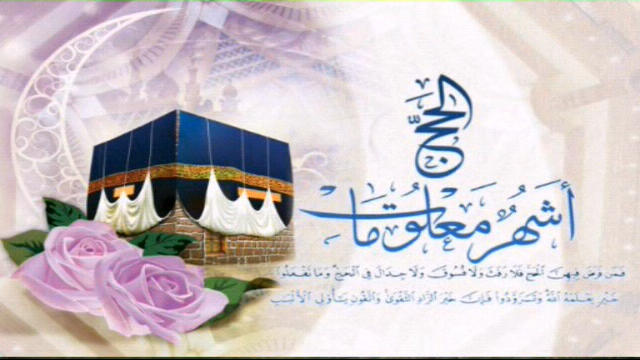 الحج
أشهر معلومات
فمن فرض فيهن الحج فلا رفث ولا فسوق ولا جدال في الحج وما تفعلوا
خير يعلمه الله وتزودوا فإن خير الزاد التقوى واتقون يا أولي الألباب